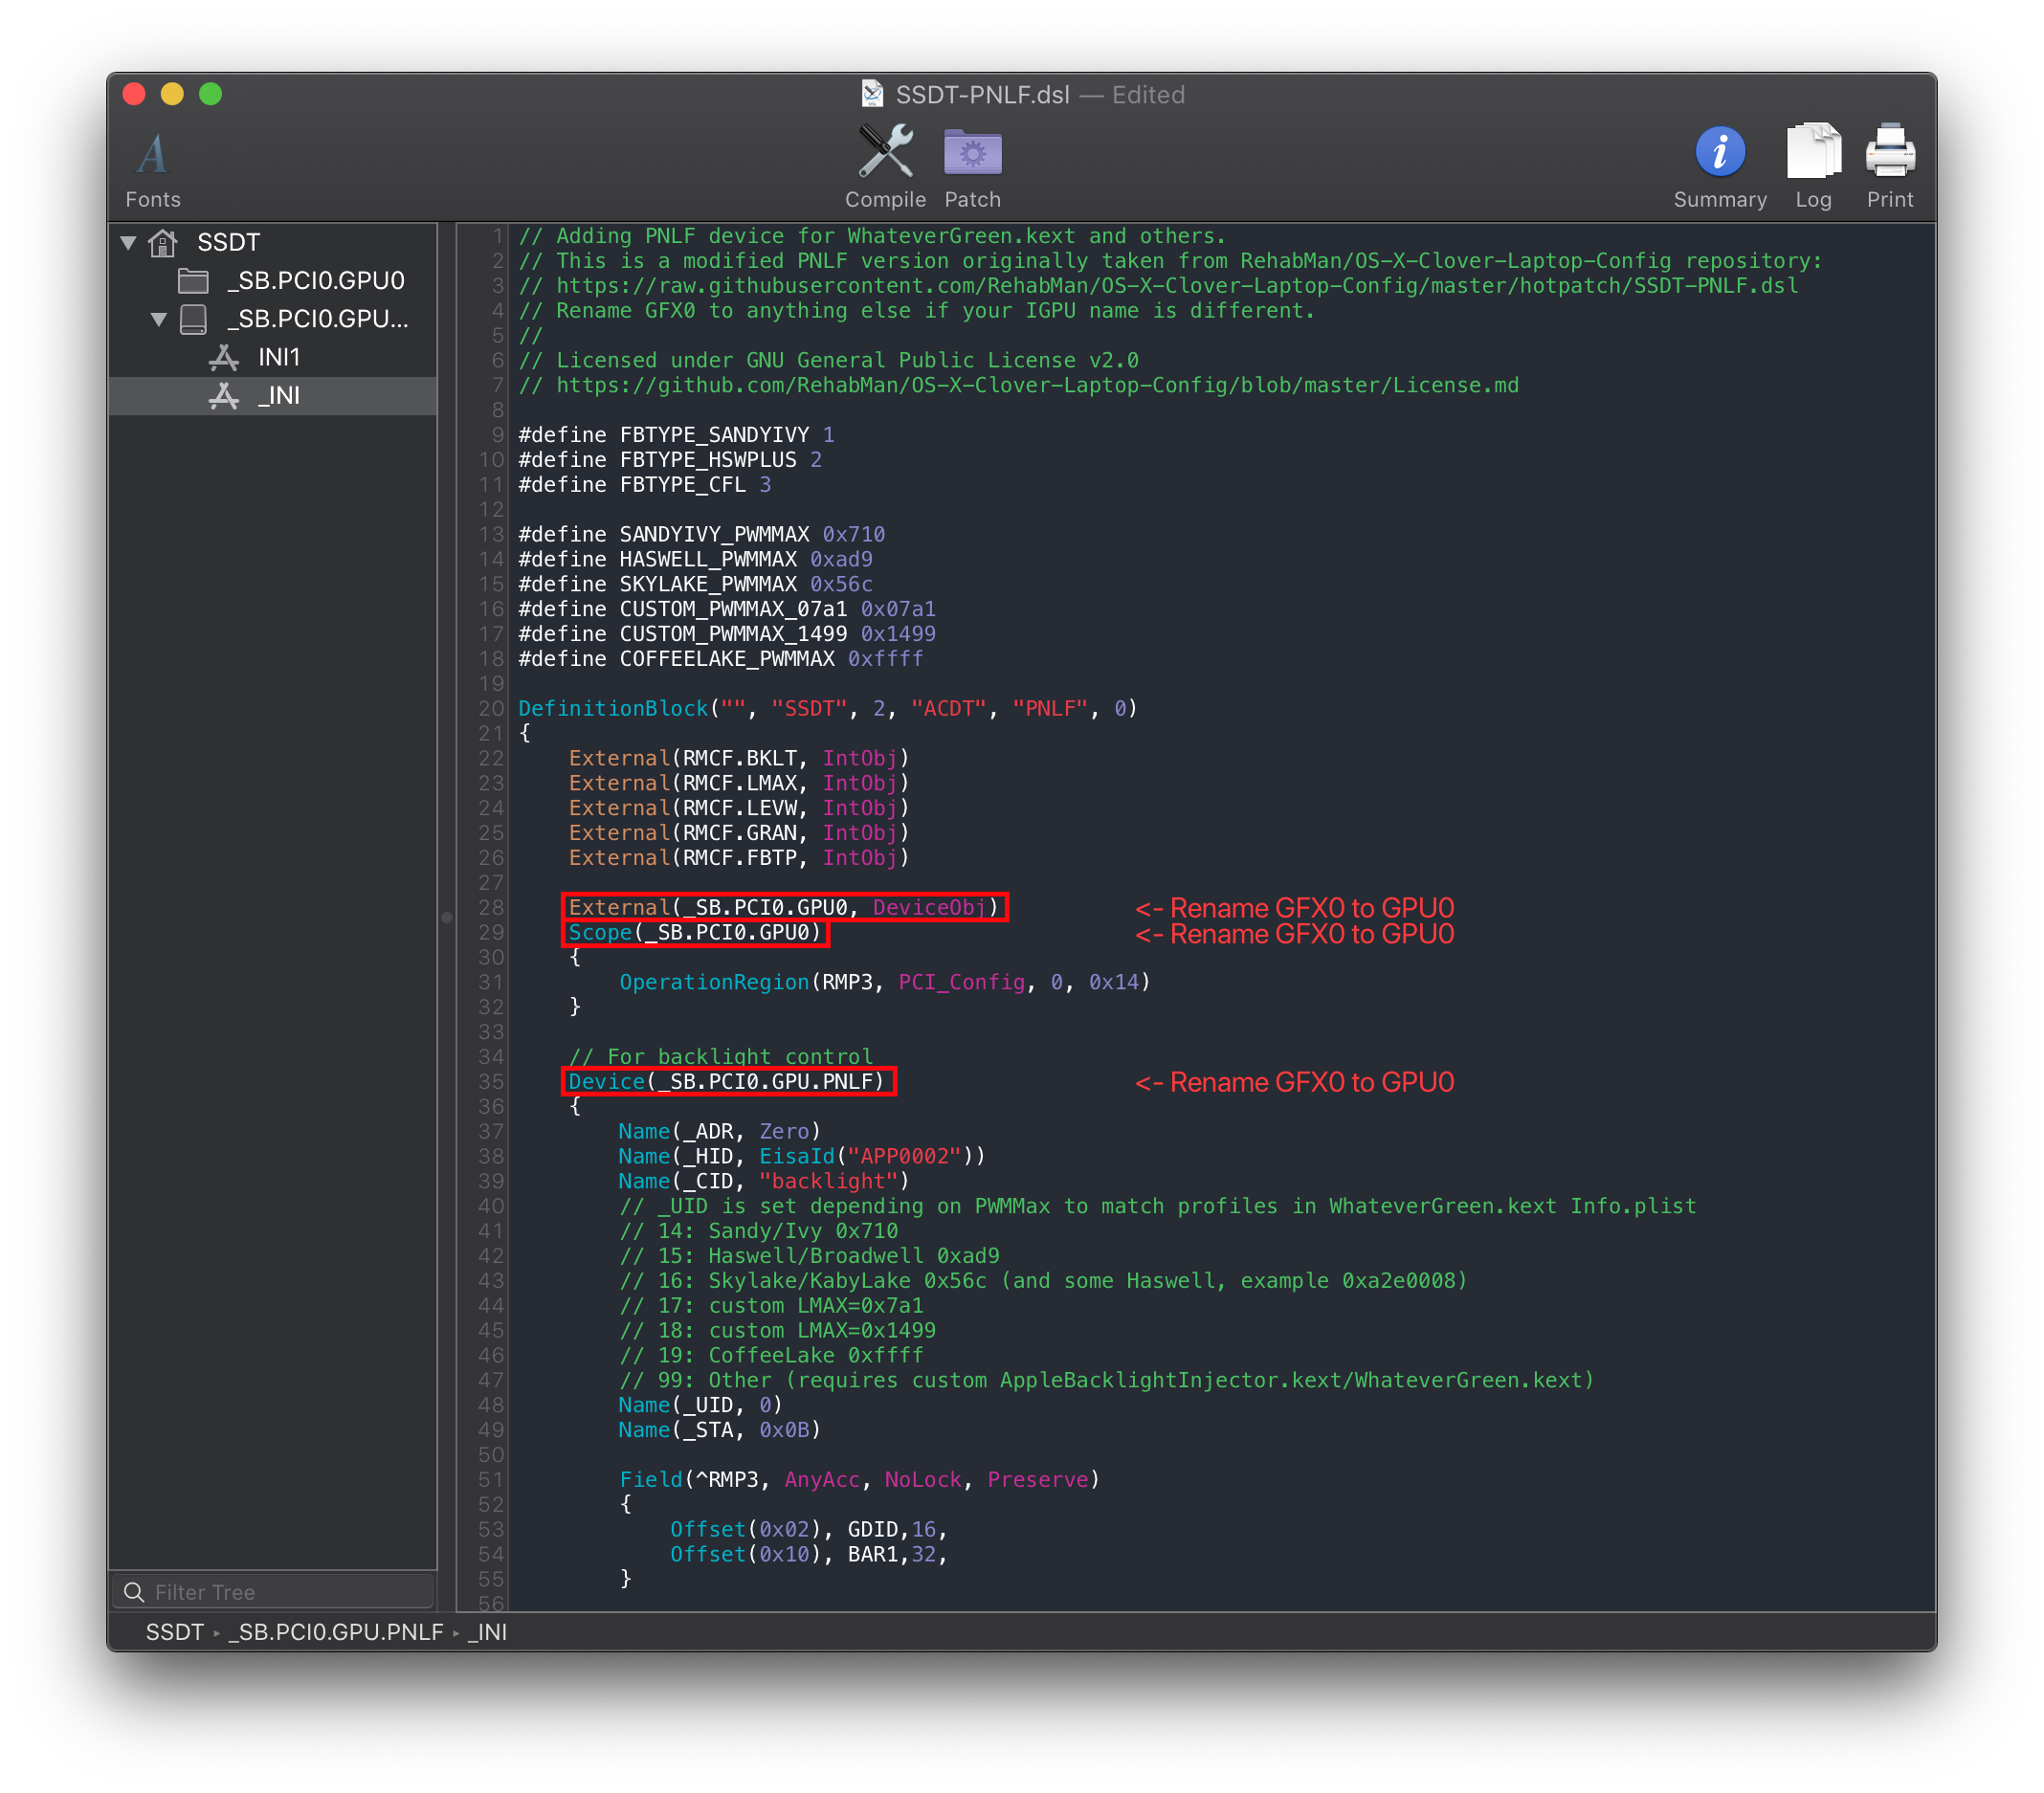 SSDT-PNLF.dsl — Edited
Fonts
Compile
Patch
Summary
Log
Print
SSDT
_SB.PCI0.GPU0
_SB.PCI0.GPU...
INI1
_INI
Filter Tree
1 // Adding PNLF device for WhateverGreen.kext and others.
2 // This is a modified PNLF version originally taken from RehabMan/OS-X-Clover-Laptop-Config repository:
3 // https://raw.githubusercontent.com/RehabMan/OS-X-Clover-Laptop-Config/master/hotpatch/SSDT-PNLF.dsl
4 // Rename GFX0 to anything else if your IGPU name is different.
5 //
6 // Licensed under GNU General Public License v2.0
7 // https://github.com/RehabMan/OS-X-Clover-Laptop-Config/blob/master/License.md
8
9 #define FBTYPE_SANDYIVY 1
10 #define FBTYPE_HSWPLUS 2
11 #define FBTYPE_CFL 3
12
13 #define SANDYIVY_PWMMAX 0x710
14 #define HASWELL_PWMMAX 0xad9
15 #define SKYLAKE_PWMMAX 0x56c
16 #define CUSTOM_PWMMAX_07a1 0x07a1
17 #define CUSTOM_PWMMAX_1499 0x1499
18 #define COFFEELAKE_PWMMAX 0xffff
19
20 DefinitionBlock("", "SSDT", 2, "ACDT", "PNLF", 0)
21 {
22 External(RMCF.BKLT, IntObj)
23 External(RMCF.LMAX, IntObj)
24 External(RMCF.LEVW, IntObj)
25 External(RMCF.GRAN, IntObj)
26 External(RMCF.FBTP, IntObj)
27
28 External(_SB.PCI0.GPU0, DeviceObj) <- Rename GFX0 to GPU0
29 Scope(_SB.PCI0.GPU0) <- Rename GFX0 to GPU0
30 {
31 OperationRegion(RMP3, PCI_Config, 0, 0x14)
32 }
33
34 // For backlight control
35 Device(_SB.PCI0.GPU.PNLF) <- Rename GFX0 to GPU0
36 {
37 Name(_ADR, Zero)
38 Name(_HID, EisaId("APP0002"))
39 Name(_CID, "backlight")
40 // _UID is set depending on PWMMax to match profiles in WhateverGreen.kext Info.plist
41 // 14: Sandy/Ivy 0x710
42 // 15: Haswell/Broadwell 0xad9
43 // 16: Skylake/KabyLake 0x56c (and some Haswell, example 0xa2e0008)
44 // 17: custom LMAX=0x7a1
45 // 18: custom LMAX=0x1499
46 // 19: CoffeeLake 0xffff
47 // 99: Other (requires custom AppleBacklightInjector.kext/WhateverGreen.kext)
48 Name(_UID, 0)
49 Name(_STA, 0x0B)
50
51 Field(^RMP3, AnyAcc, NoLock, Preserve)
52 {
53 Offset(0x02), GDID,16,
54 Offset(0x10), BAR1,32,
55 }
56
SSDT ▸ _SB.PCI0.GPU.PNLF ▸ _INI